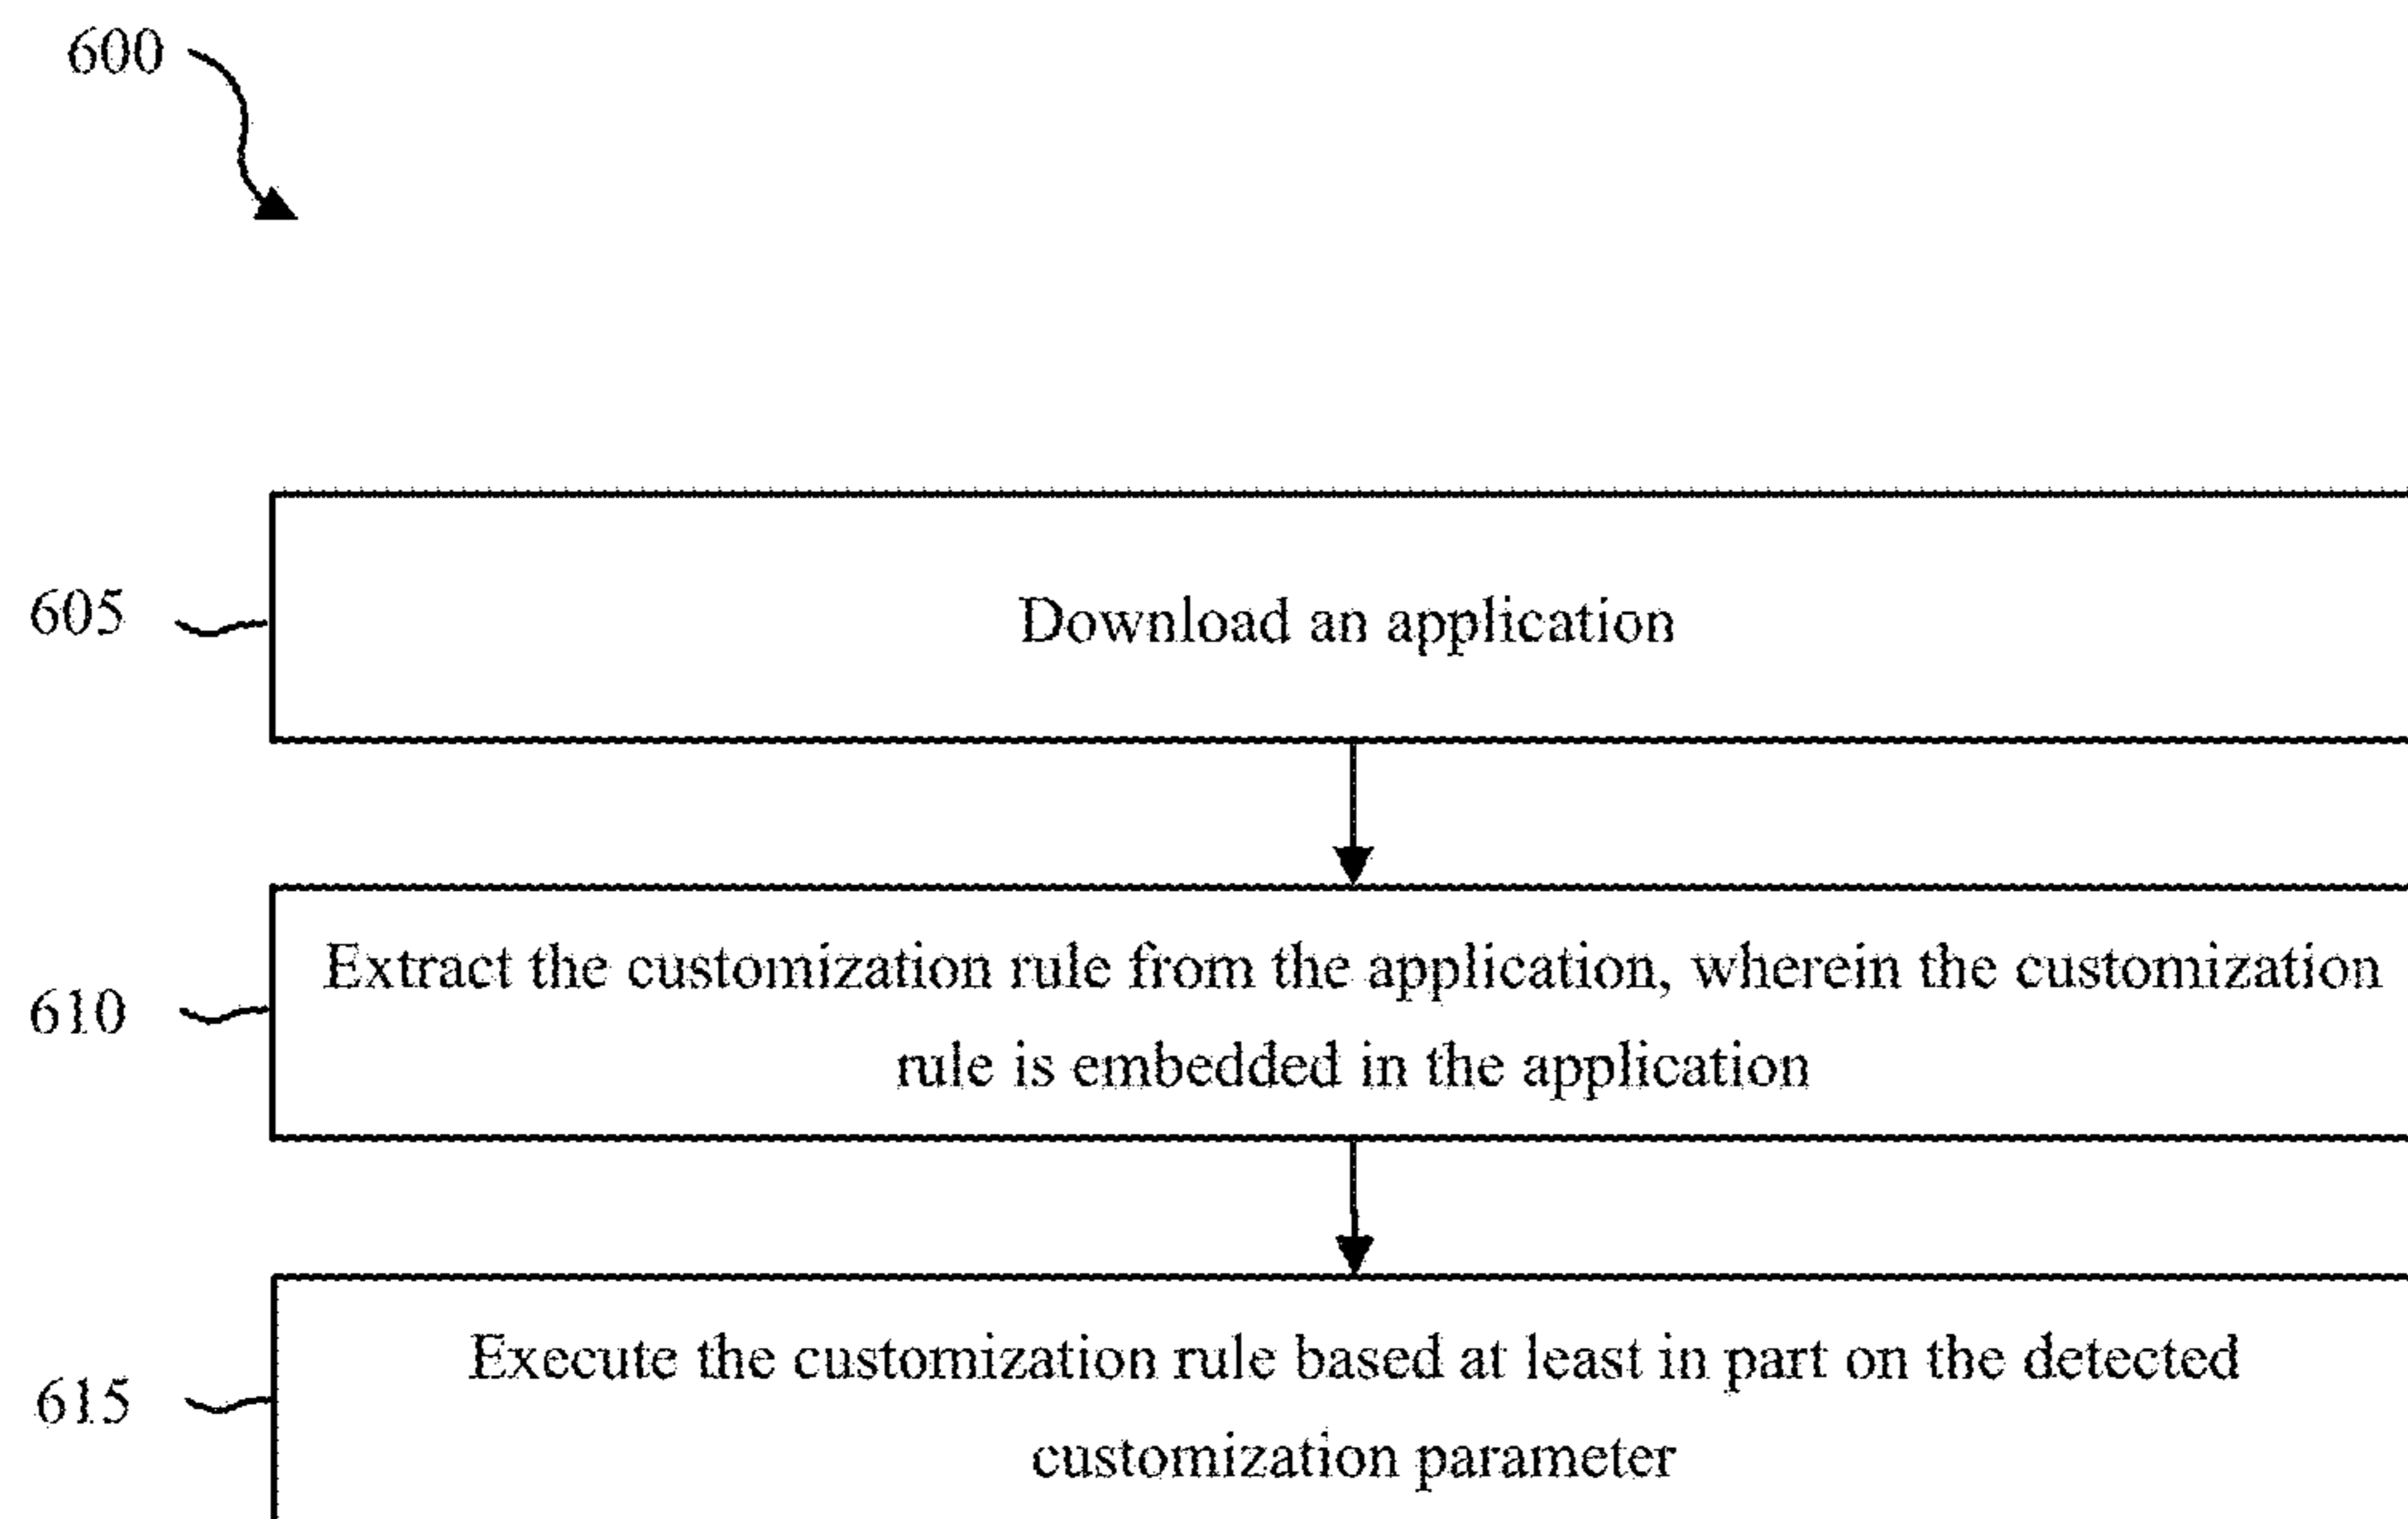 600
605
Download an application
610
Extract the customization rule from the application, wherein the customization
rule is embedded in the application
615
Execute the customization rule based at least in part on the detected
customization parameter